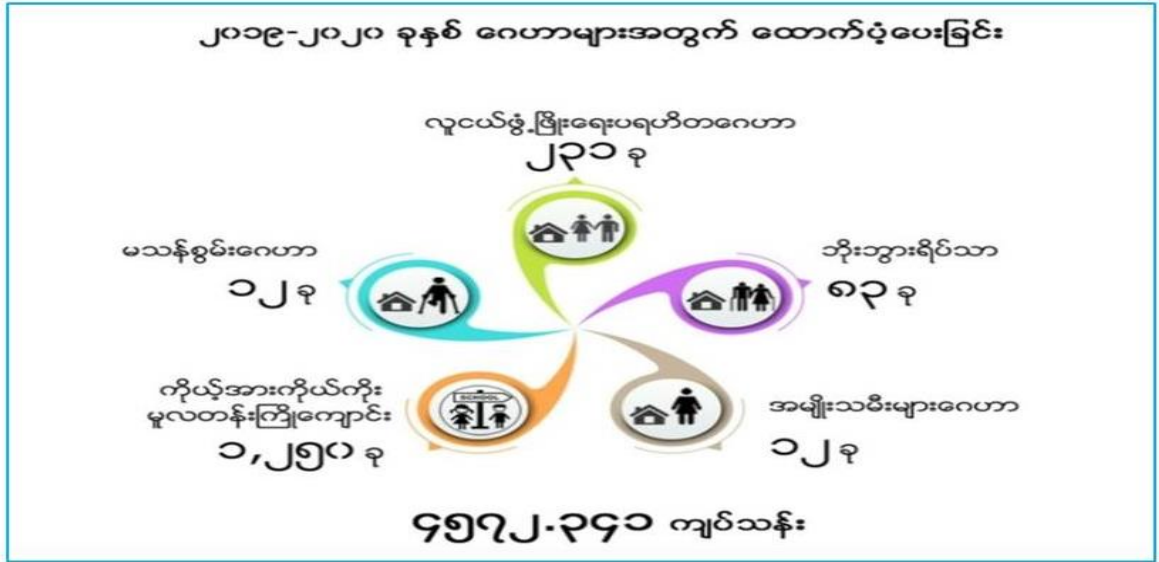 ၂၀၁၉-၂၀၂၀ ခုနှစ် ဂေဟာများအတွက် ထောက်ပံ့ပေးခြင်း
လူငယ်ဖွံ့ဖြိုးရေးပရဟိတဂေဟာ
၂၃၁ ခု
မသန်စွမ်းဂေဟာ
၁၂ ခု
ဘိုးဘွားရိပ်သာ
၈၃ ခု
ကိုယ့်အားကိုယ်ကိုး
မူလတန်းကြိုကျောင်း
၁,၂၅၀ ခု
SCHOOL
အမျိုးသမီးများဂေဟာ
၁၂ ခု
၄၅၇၂.၃၄၁ ကျပ်သန်း